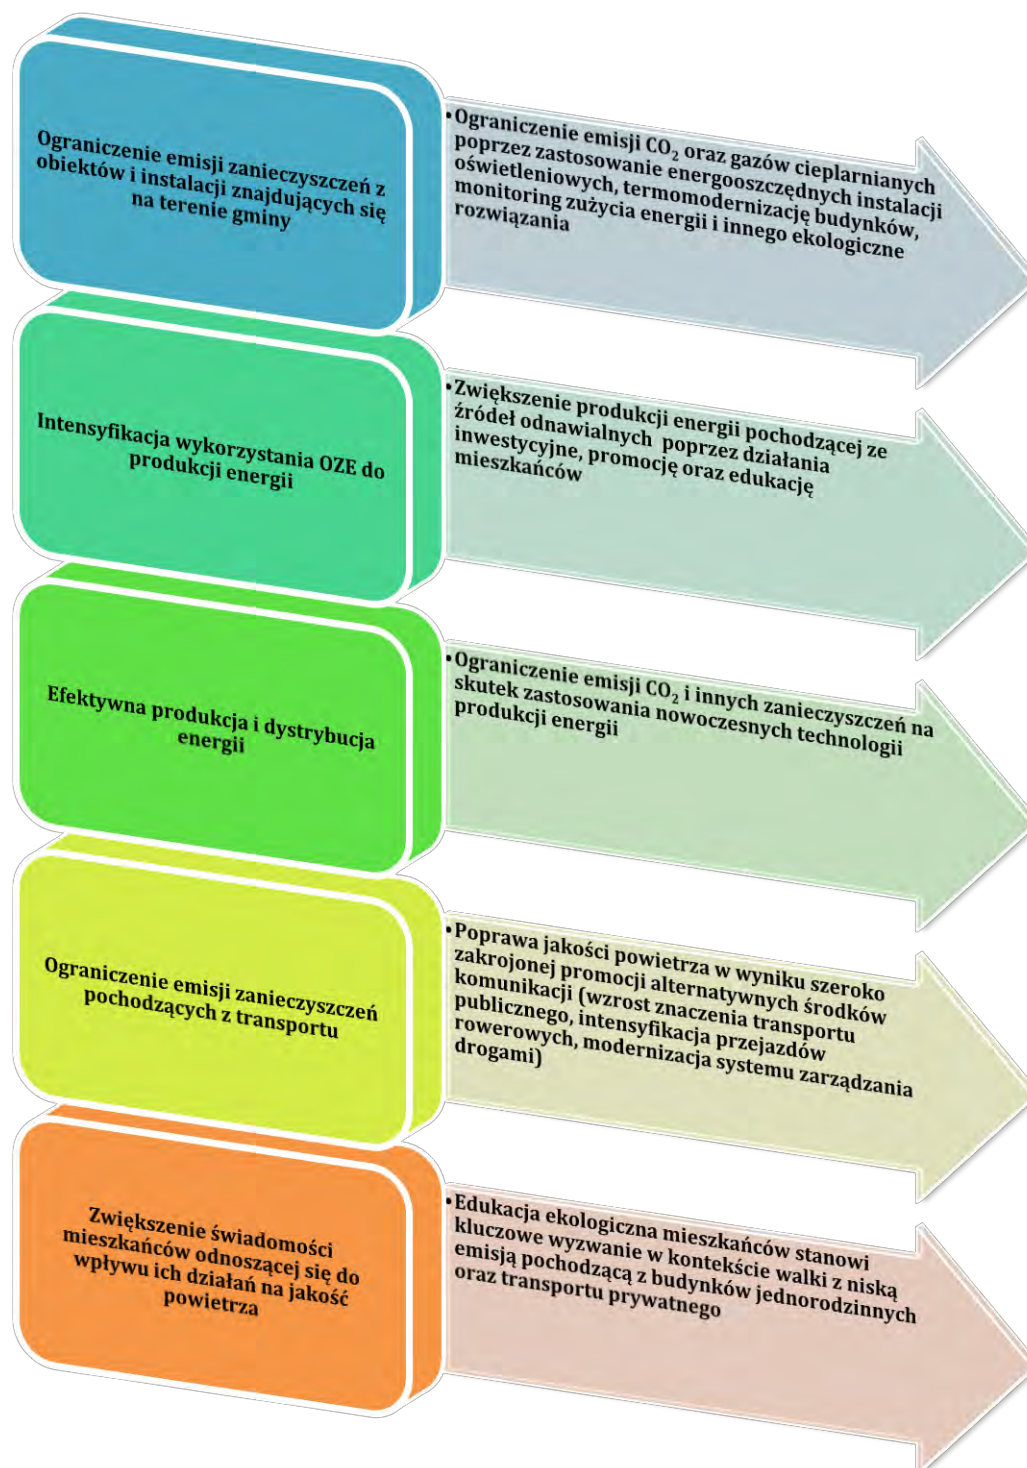 Ograniczenie emisji zanieczyszczeń z
obiektów i instalacji znajdujących się
na terenie gminy
•Ograniczenie emisji CO₂ oraz gazów cieplarnianych
poprzez zastosowanie energooszczędnych instalacji
oświetleniowych, termomodernizację budynków,
monitoring zużycia energii i innego ekologiczne
rozwiązania
Intensyfikacja wykorzystania OZE do
produkcji energii
•Zwiększenie produkcji energii pochodzącej ze
źródeł odnawialnych poprzez działania
inwestycyjne, promocję oraz edukację
mieszkańców
Efektywna produkcja i dystrybucja
energii
•Ograniczenie emisji CO₂ i innych zanieczyszczeń na
skutek zastosowania nowoczesnych technologii
produkcji energii
Ograniczenie emisji zanieczyszczeń
pochodzących z transportu
•Poprawa jakości powietrza w wyniku szeroko
zakrojonej promocji alternatywnych środków
komunikacji (wzrost znaczenia transportu
publicznego, intensyfikacja przejazdów
rowerowych, modernizacja systemu zarządzania
drogami)
Zwiększenie świadomości
mieszkańców odnoszącej się do
wpływu ich działań na jakość
powietrza
•Edukacja ekologiczna mieszkańców stanowi
kluczowe wyzwanie w kontekście walki z niską
emisją pochodzącą z budynków jednorodzinnych
oraz transportu prywatnego